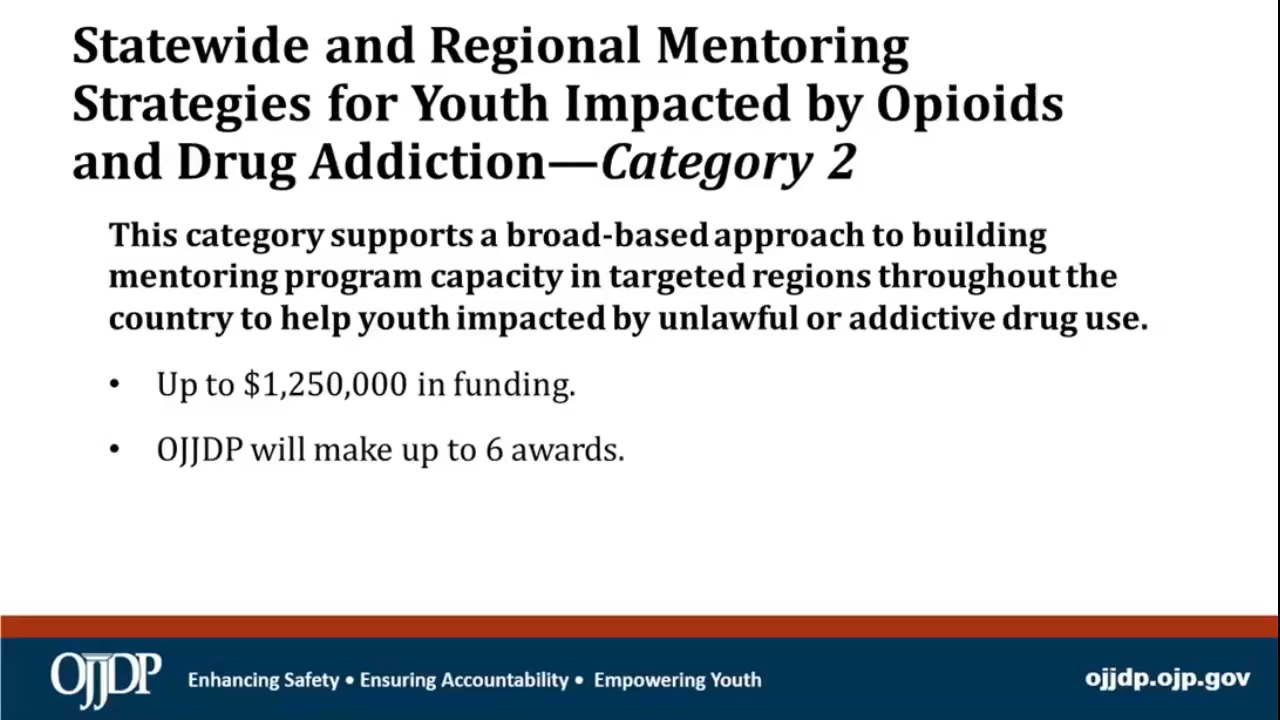 Statewide and Regional Mentoring
Strategies for Youth Impacted by Opioids
and Drug Addiction—Category 2
This category supports a broad-based approach to building
mentoring program capacity in targeted regions throughout the
country to help youth impacted by unlawful or addictive drug use.
• Up to $1,250,000 in funding.
• OJJDP will make up to 6 awards.
OJJDP Enhancing Safety • Ensuring Accountability • Empowering Youth ojjdp.ojp.gov